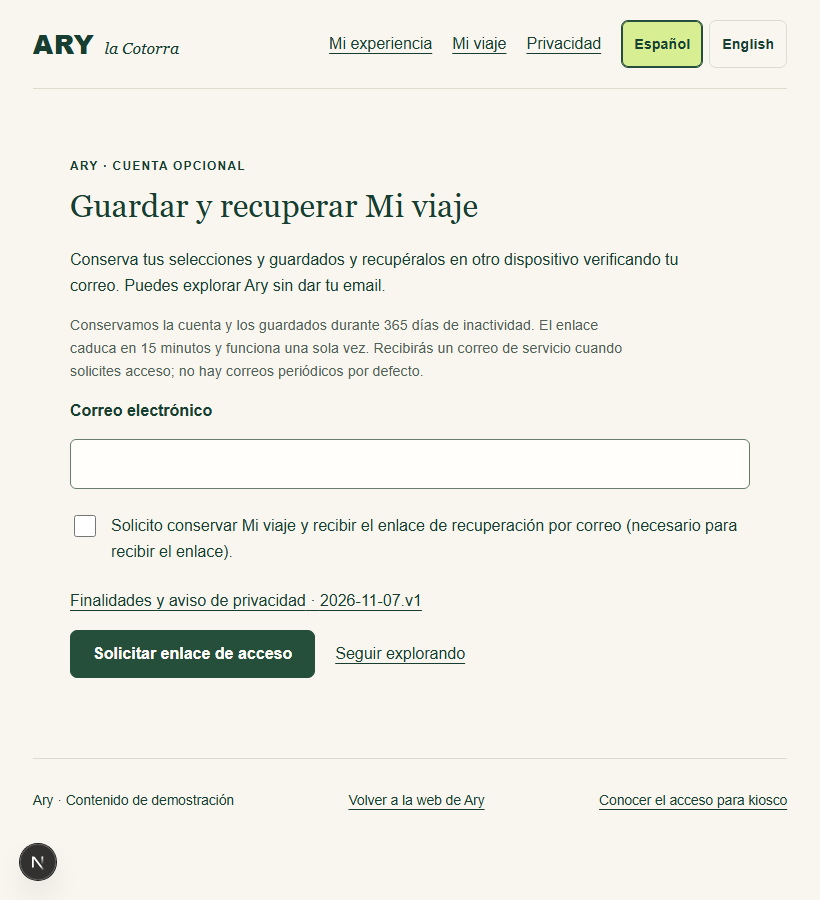 ARY la Cotorra
Mi experiencia
Mi viaje
Privacidad
Español
English
ARY · CUENTA OPCIONAL
Guardar y recuperar Mi viaje
Conserva tus selecciones y guardados y recupéralos en otro dispositivo verificando tu
correo. Puedes explorar Ary sin dar tu email.
Conservamos la cuenta y los guardados durante 365 días de inactividad. El enlace
caduca en 15 minutos y funciona una sola vez. Recibirás un correo de servicio cuando
solicites acceso; no hay correos periódicos por defecto.
Correo electrónico
Solicito conservar Mi viaje y recibir el enlace de recuperación por correo (necesario para
recibir el enlace).
Finalidades y aviso de privacidad · 2026-11-07.v1
Solicitar enlace de acceso
Seguir explorando
Ary · Contenido de demostración
Volver a la web de Ary
Conocer el acceso para kiosco
N